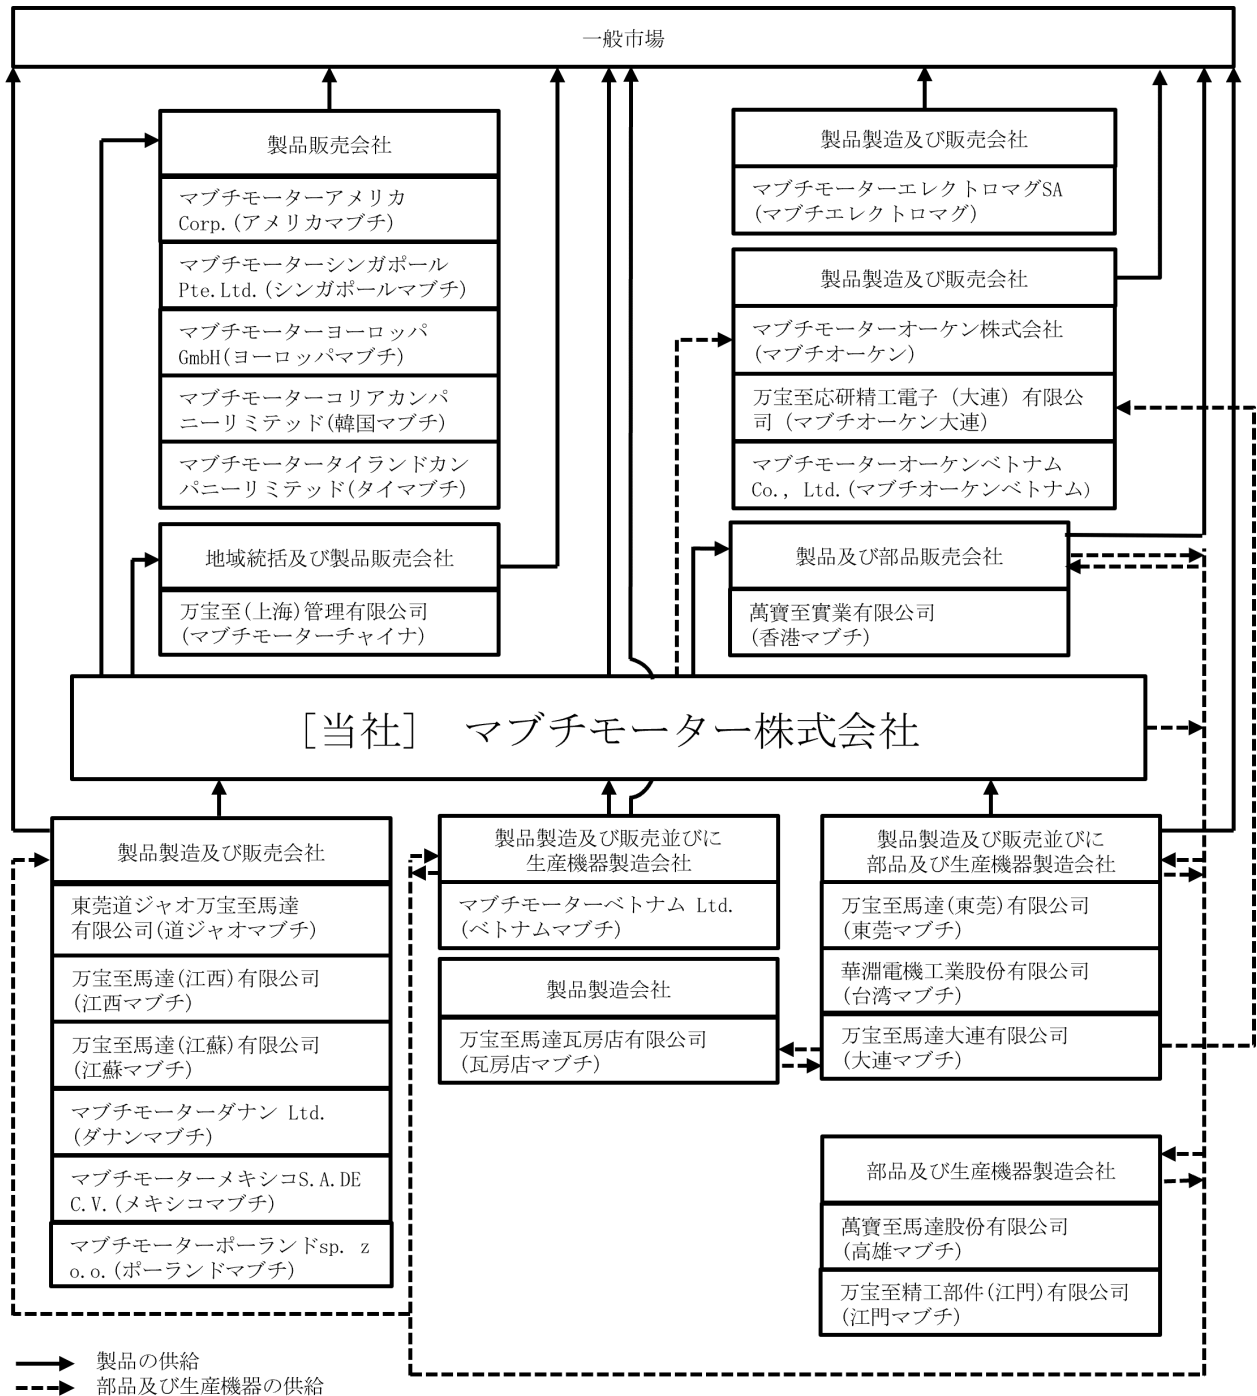 一般市場
製品販売会社
マブチモーターアメリカ
Corp.(アメリカマブチ)
マブチモーターシンガポール
Pte.Ltd.(シンガポールマブチ)
マブチモーターヨーロッパ
GmbH(ヨーロッパマブチ)
マブチモーターコリアカンパ
ニーリミテッド(韓国マブチ)
マブチモータータイランドカン
パニーリミテッド(タイマブチ)
地域統括及び製品販売会社
万宝至(上海)管理有限公司
(マブチモーターチャイナ)
製品製造及び販売会社
マブチモーターエレクトロマグSA
(マブチエレクトロマグ)
製品製造及び販売会社
マブチモーターオーケン株式会社
(マブチオーケン)
万宝至応研精工電子（大連）有限公
司（マブチオーケン大連)
マブチモーターオーケンベトナム
Co., Ltd.(マブチオーケンベトナム)
製品及び部品販売会社
萬寶至實業有限公司
(香港マブチ)
[当社]　マブチモーター株式会社
製品製造及び販売会社
東莞道ジャオ万宝至馬達
有限公司(道ジャオマブチ)
万宝至馬達(江西)有限公司
(江西マブチ)
万宝至馬達(江蘇)有限公司
(江蘇マブチ)
マブチモーターダナン Ltd.
(ダナンマブチ)
マブチモーターメキシコS.A.DE
C.V.(メキシコマブチ)
マブチモーターポーランドsp. z
o.o.(ポーランドマブチ)
製品製造及び販売並びに
生産機器製造会社
マブチモーターベトナム Ltd.
(ベトナムマブチ)
製品製造会社
万宝至馬達瓦房店有限公司
(瓦房店マブチ)
製品製造及び販売並びに
部品及び生産機器製造会社
万宝至馬達(東莞)有限公司
(東莞マブチ)
華淵電機工業股份有限公司
(台湾マブチ)
万宝至馬達大連有限公司
(大連マブチ)
部品及び生産機器製造会社
萬寶至馬達股份有限公司
(高雄マブチ)
万宝至精工部件(江門)有限公司
(江門マブチ)
製品の供給
部品及び生産機器の供給